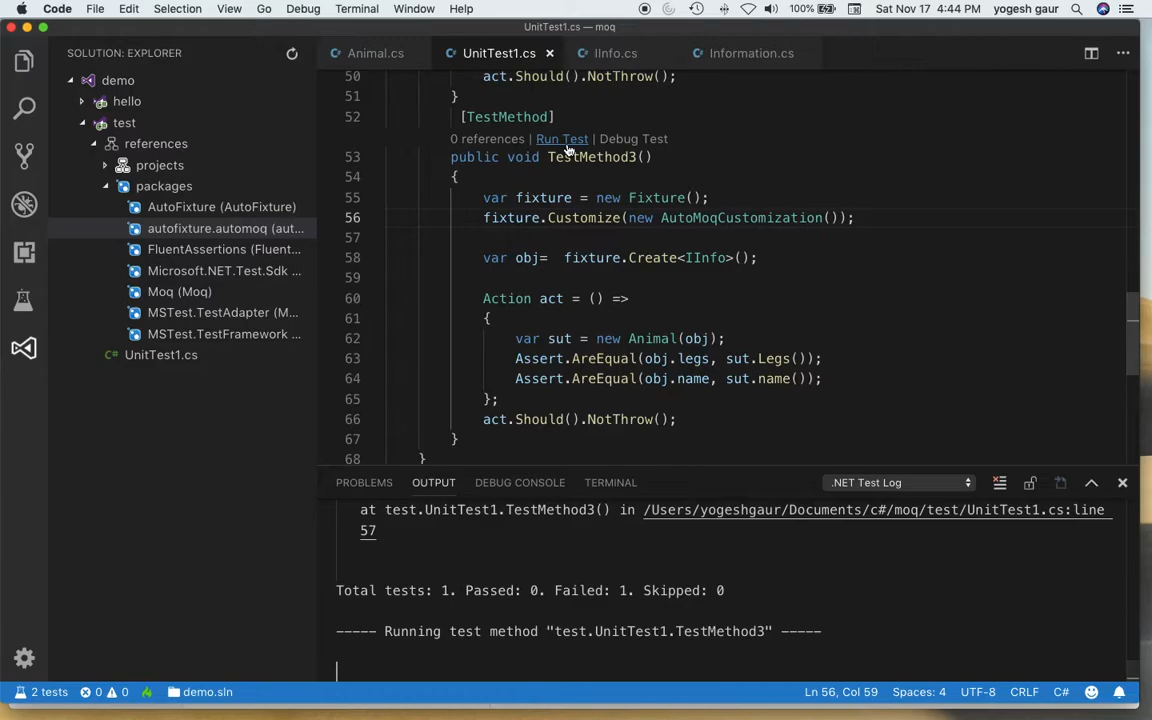 Code File Edit Selection View Go Debug Terminal Window Help 100% Sat Nov 17 4:44 PM yogesh gaur
UnitTest1.cs — moq
SOLUTION: EXPLORER
demo
hello
test
references
projects
packages
AutoFixture (AutoFixture)
autofixture.automoq (aut...
FluentAssertions (Fluent...
Microsoft.NET.Test.Sdk ...
Moq (Moq)
MSTest.TestAdapter (M...
MSTest.TestFramework ...
C# UnitTest1.cs
Animal.cs UnitTest1.cs IInfo.cs Information.cs
50 act.Should().NotThrow();
51 }
52 [TestMethod]
0 references | Run Test | Debug Test
53 public void TestMethod3()
54 {
55 var fixture = new Fixture();
56 fixture.Customize(new AutoMoqCustomization());
57
58 var obj=  fixture.Create<IInfo>();
59
60 Action act = () =>
61 {
62 var sut = new Animal(obj);
63 Assert.AreEqual(obj.legs, sut.Legs());
64 Assert.AreEqual(obj.name, sut.name());
65 };
66 act.Should().NotThrow();
67 }
68 }
PROBLEMS OUTPUT DEBUG CONSOLE TERMINAL .NET Test Log
at test.UnitTest1.TestMethod3() in /Users/yogeshgaur/Documents/c#/moq/test/UnitTest1.cs:line
57
Total tests: 1. Passed: 0. Failed: 1. Skipped: 0
----- Running test method "test.UnitTest1.TestMethod3" -----
2 tests 0 0 demo.sln Ln 56, Col 59 Spaces: 4 UTF-8 CRLF C#